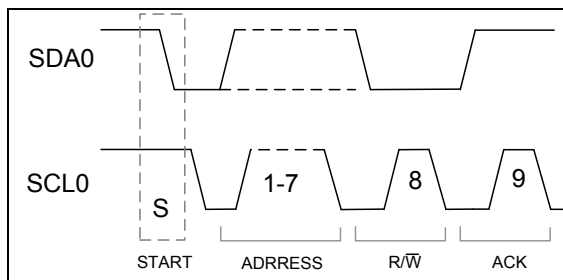 SDA0
SCL0
S
1-7
8
9
START
ADRRESS
R/W̅
ACK